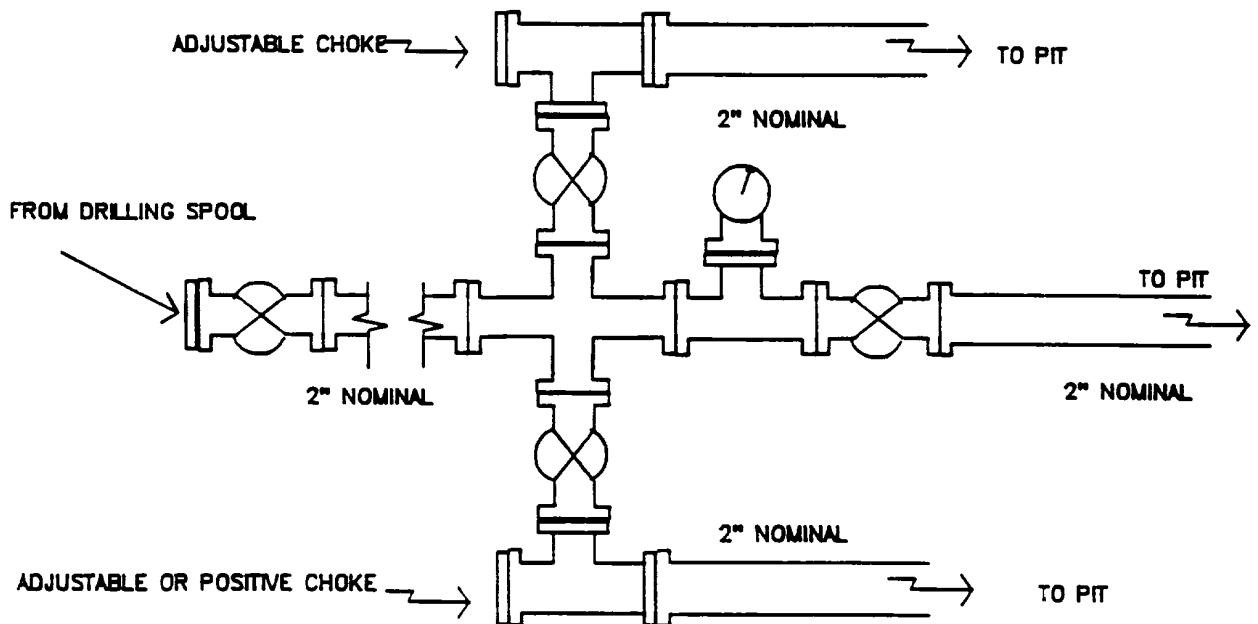 ADJUSTABLE CHOKE
TO PIT
2" NOMINAL
FROM DRILLING SPOOL
TO PIT
2" NOMINAL
2" NOMINAL
2" NOMINAL
ADJUSTABLE OR POSITIVE CHOKE
TO PIT